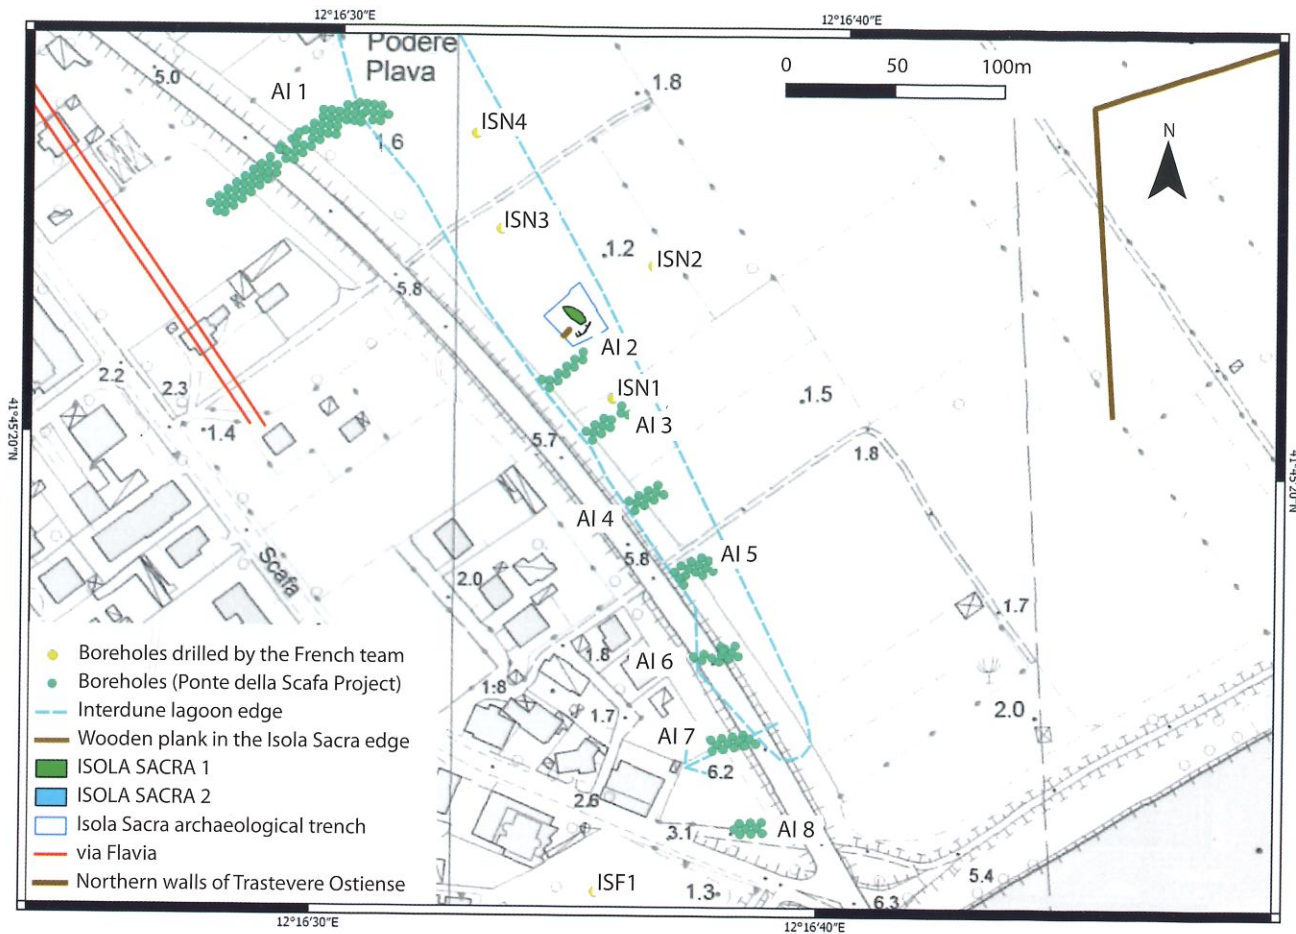 12°16'30"E
12°16'40"E
Podere
Plava
5.0
AI 1
1.6
ISN4
1.8
0 50 100m
N
ISN3
1.2
ISN2
5.8
AI 2
2.2
2.3
ISN1
1.4
AI 3
1.5
5.7
1.8
41°45'20"N
41°45'20"N
AI 4
5.8
AI 5
Scafa
2.0
1.7
AI 6
1.8
1.8
2.0
1.7
AI 7
6.2
2.6
3.1
AI 8
5.4
ISF1
1.3
6.3
Boreholes drilled by the French team
Boreholes (Ponte della Scafa Project)
Interdune lagoon edge
Wooden plank in the Isola Sacra edge
ISOLA SACRA 1
ISOLA SACRA 2
Isola Sacra archaeological trench
via Flavia
Northern walls of Trastevere Ostiense
12°16'30"E
12°16'40"E